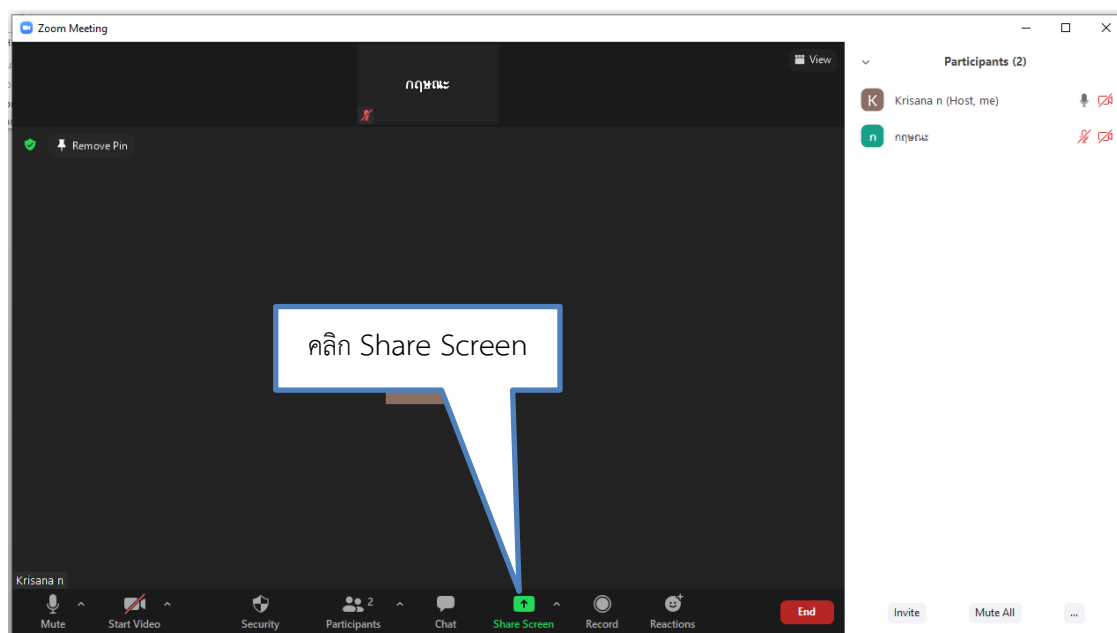 Zoom Meeting
View
Participants (2)
กฤษณะ
K
Krisana n (Host, me)
ก
กฤษณะ
Remove Pin
คลิก Share Screen
Krisana n
2
Mute
Start Video
Security
Participants
Chat
Share Screen
Record
Reactions
End
Invite
Mute All
...